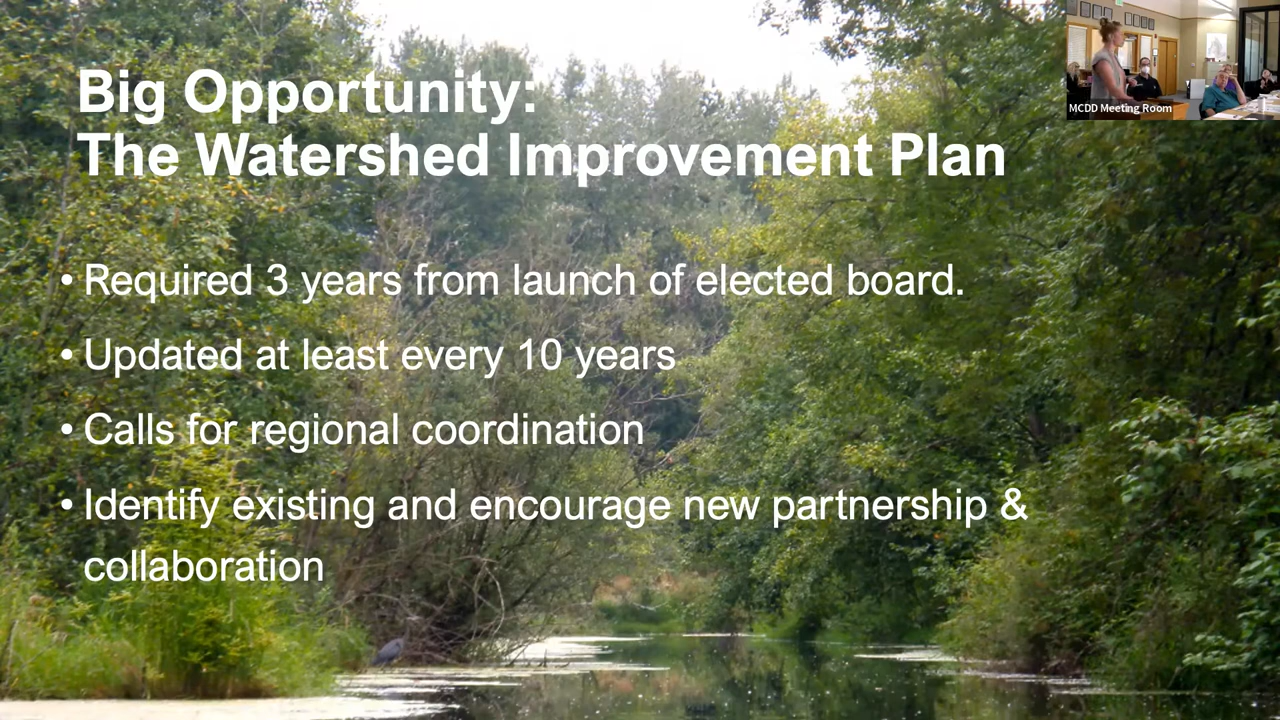 Big Opportunity:
The Watershed Improvement Plan
MCDD Meeting Room
• Required 3 years from launch of elected board.
• Updated at least every 10 years
• Calls for regional coordination
• Identify existing and encourage new partnership &
collaboration